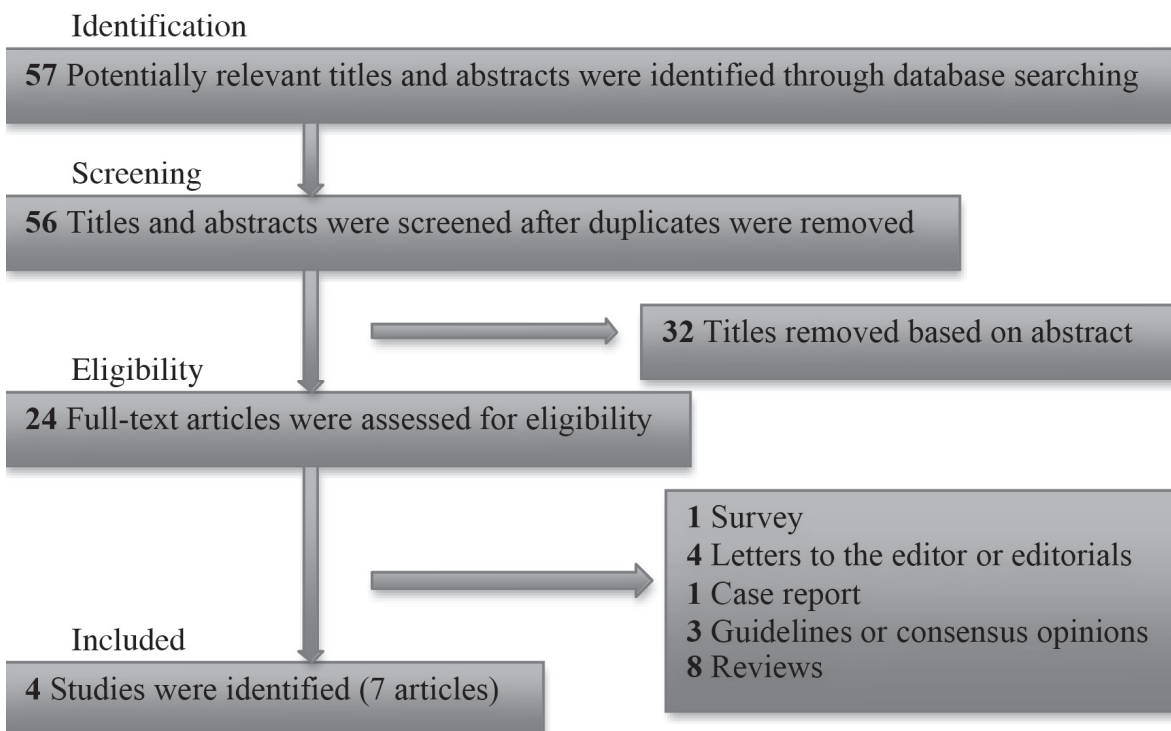 Identification
57 Potentially relevant titles and abstracts were identified through database searching
Screening
56 Titles and abstracts were screened after duplicates were removed
32 Titles removed based on abstract
Eligibility
24 Full-text articles were assessed for eligibility
1 Survey
4 Letters to the editor or editorials
1 Case report
3 Guidelines or consensus opinions
8 Reviews
Included
4 Studies were identified (7 articles)